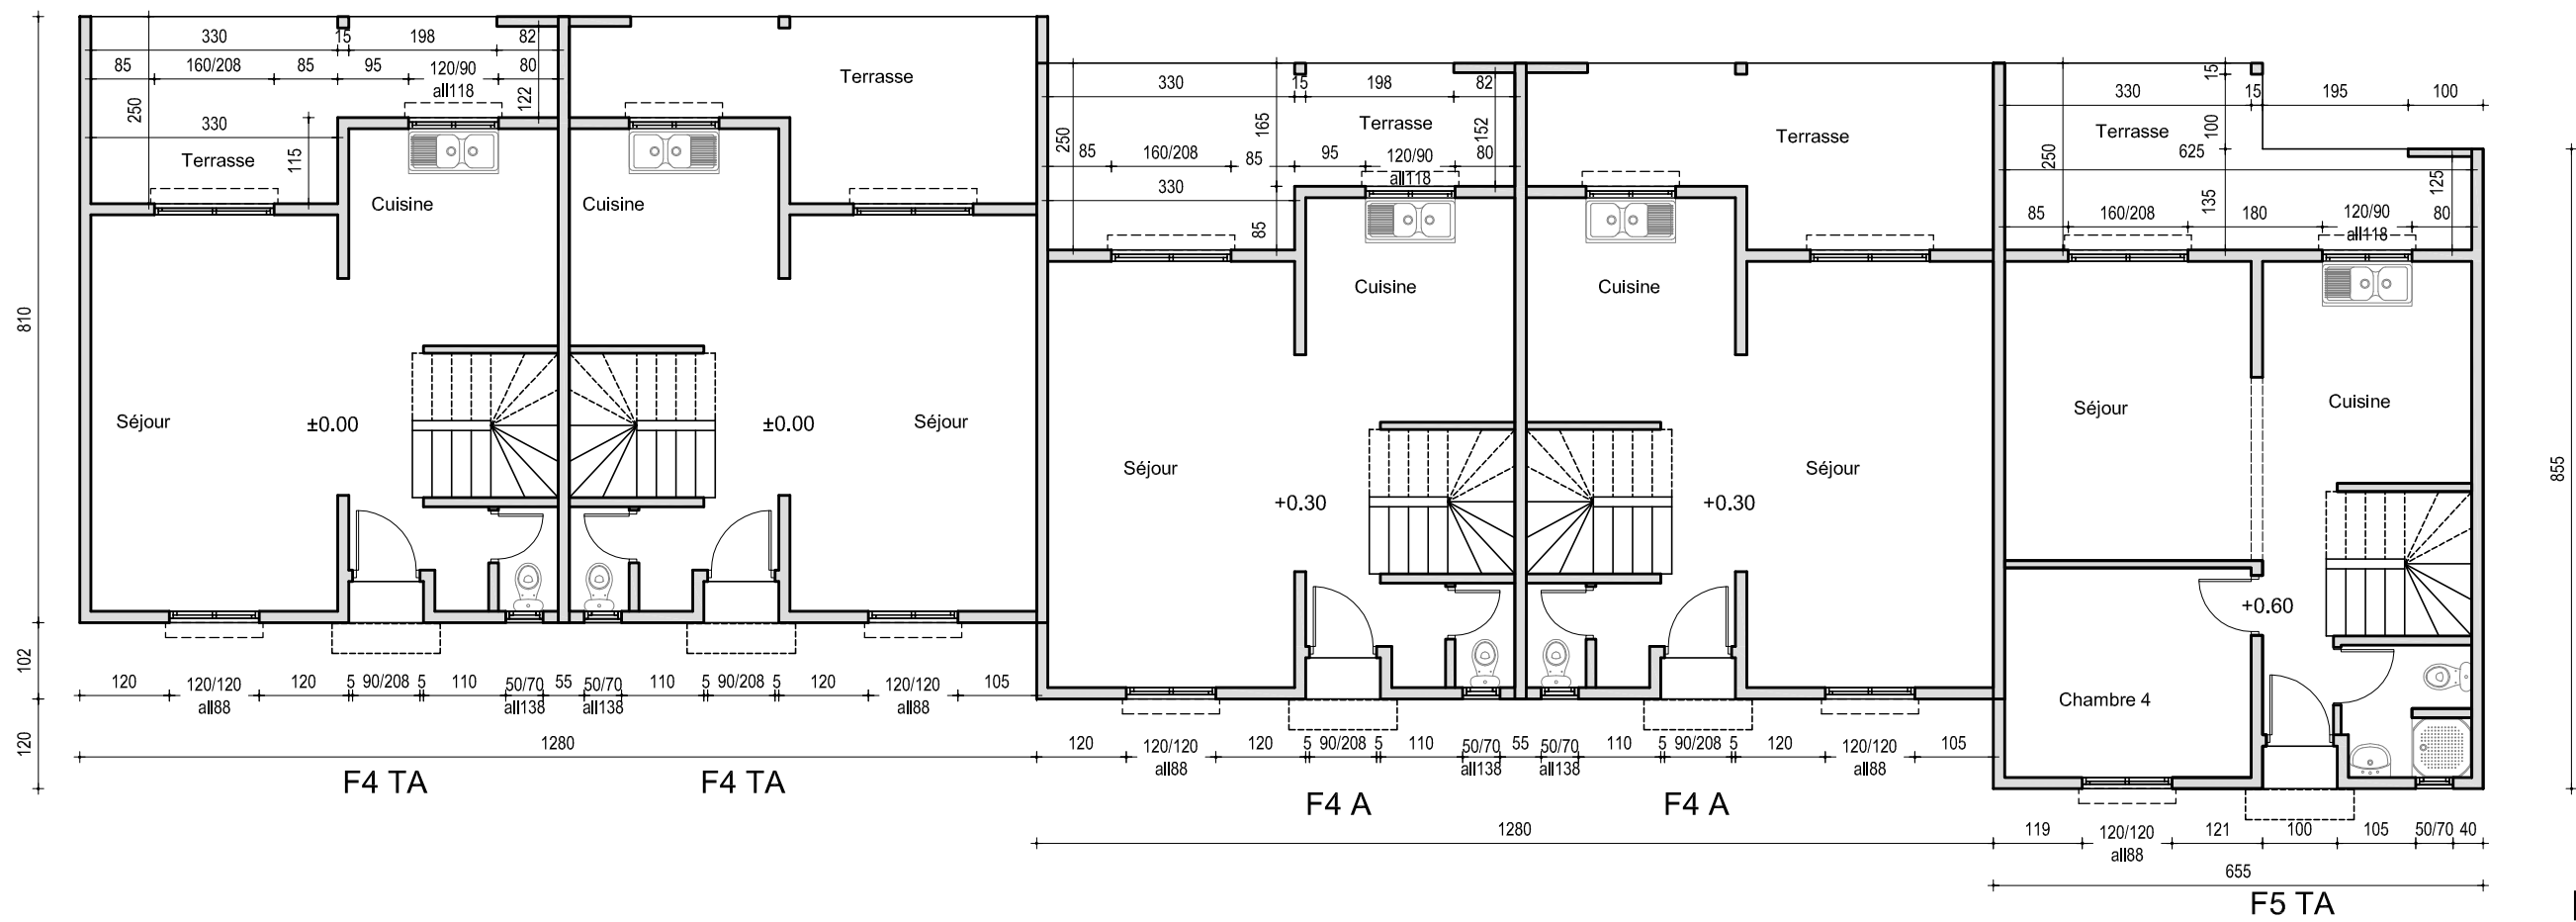 330
15
198
82
85
160/208
85
95
120/90
all118
80
122
250
330
Terrasse
115
Cuisine
Cuisine
Terrasse
810
Séjour
±0.00
±0.00
Séjour
102
120
120
120/120
all88
120
5
90/208
5
110
50/70
all138
55
50/70
all138
110
5
90/208
5
120
120/120
all88
105
1280
F4 TA
F4 TA
330
15
198
82
250
165
Terrasse
152
85
160/208
85
95
120/90
all118
80
330
85
Terrasse
Cuisine
Cuisine
Séjour
+0.30
+0.30
Séjour
120
120/120
all88
120
5
90/208
5
110
50/70
all138
55
50/70
all138
110
5
90/208
5
120
120/120
all88
105
F4 A
F4 A
1280
15
330
15
195
100
Terrasse
100
250
625
125
135
85
160/208
180
120/90
all118
80
Séjour
Cuisine
855
+0.60
Chambre 4
119
120/120
all88
121
100
105
50/70
40
655
F5 TA